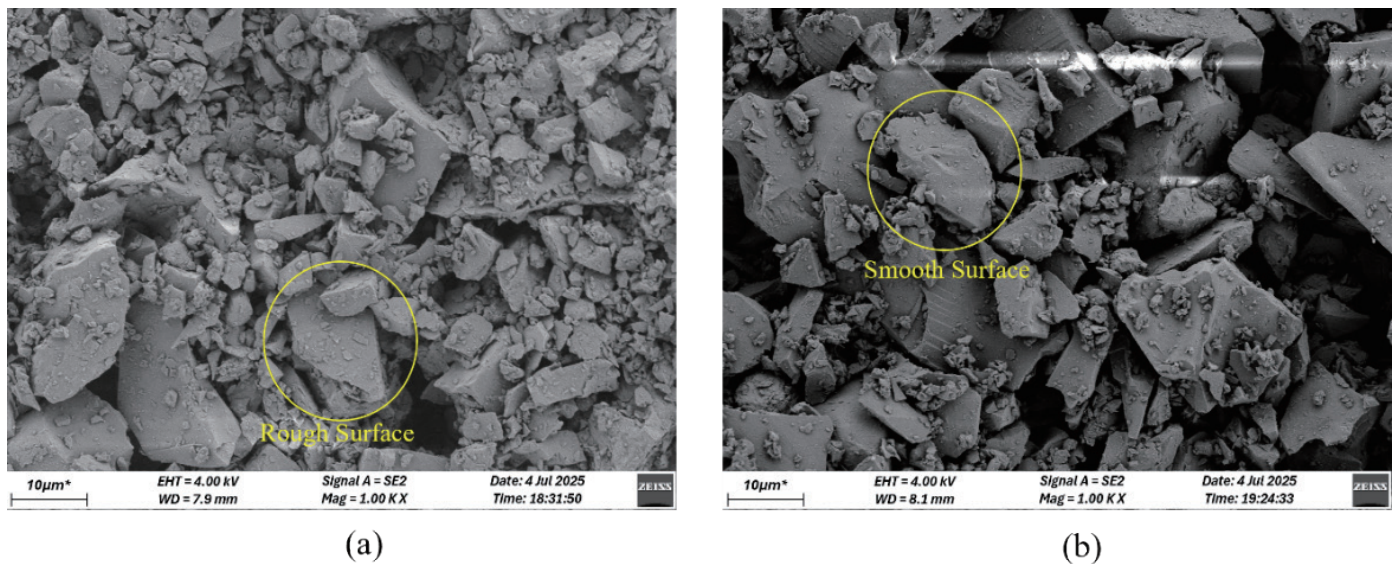 Rough Surface
10μm*
EHT = 4.00 kV
WD = 7.9 mm
Signal A = SE2
Mag = 1.00 K X
Date: 4 Jul 2025
Time: 18:31:50
ZEISS
(a)
Smooth Surface
10μm*
EHT = 4.00 kV
WD = 8.1 mm
Signal A = SE2
Mag = 1.00 K X
Date: 4 Jul 2025
Time: 19:24:33
ZEISS
(b)